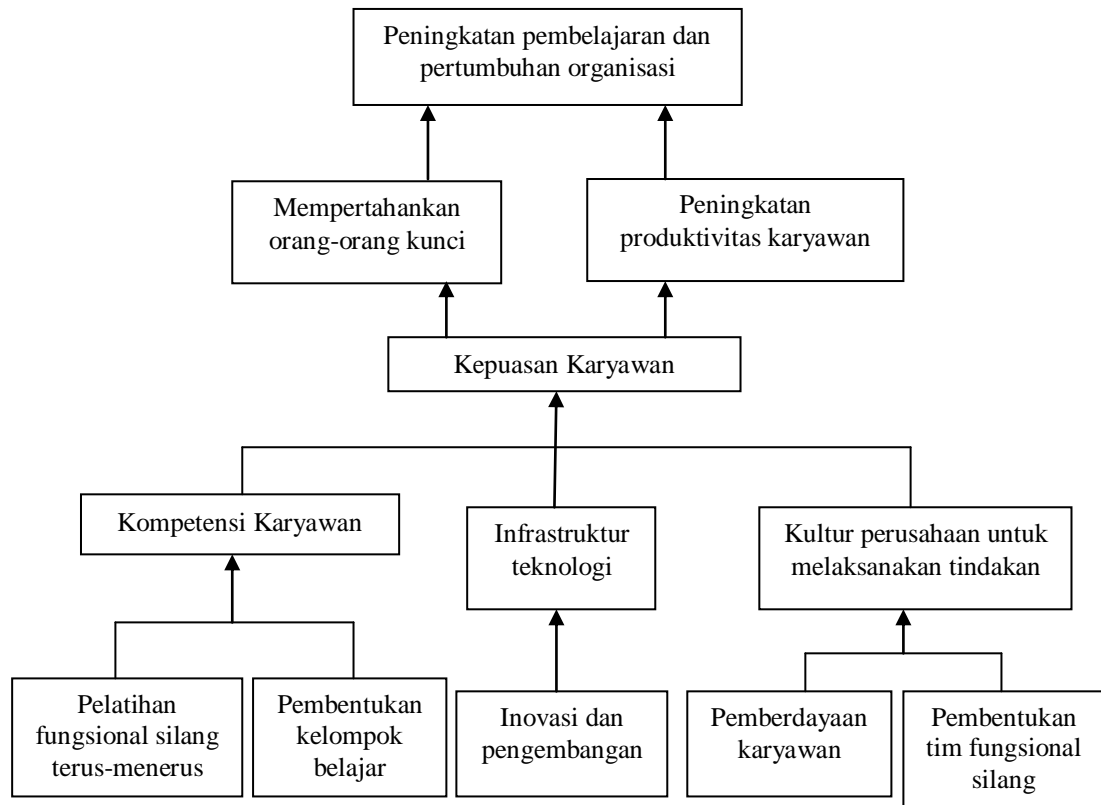 Peningkatan pembelajaran dan
pertumbuhan organisasi
Mempertahankan
orang-orang kunci
Peningkatan
produktivitas karyawan
Kepuasan Karyawan
Kompetensi Karyawan
Infrastruktur
teknologi
Kultur perusahaan untuk
melaksanakan tindakan
Pelatihan
fungsional silang
terus-menerus
Pembentukan
kelompok
belajar
Inovasi dan
pengembangan
Pemberdayaan
karyawan
Pembentukan
tim fungsional
silang